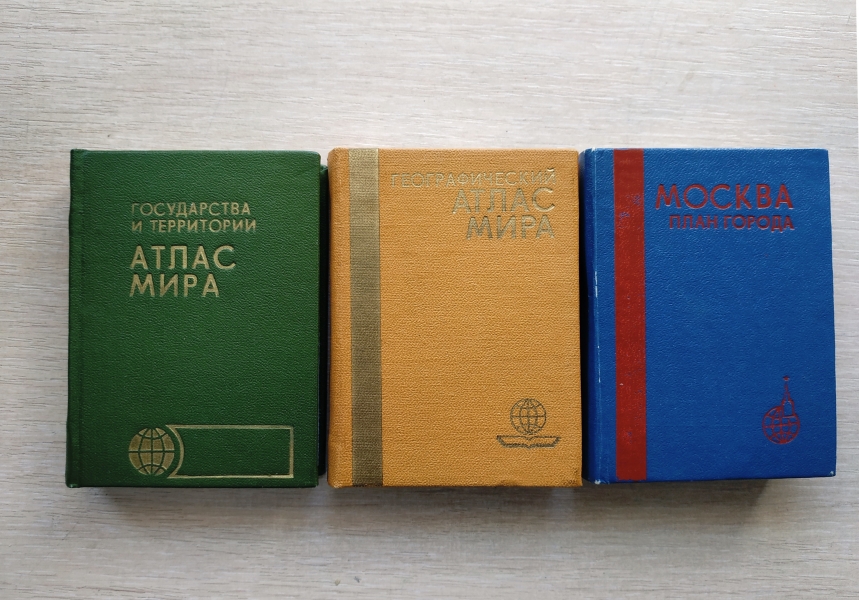 ГОСУДАРСТВА
И ТЕРРИТОРИИ
АТЛАС
МИРА
ГЕОГРАФИЧЕСКИЙ
АТЛАС
МИРА
МОСКВА
ПЛАН ГОРОДА